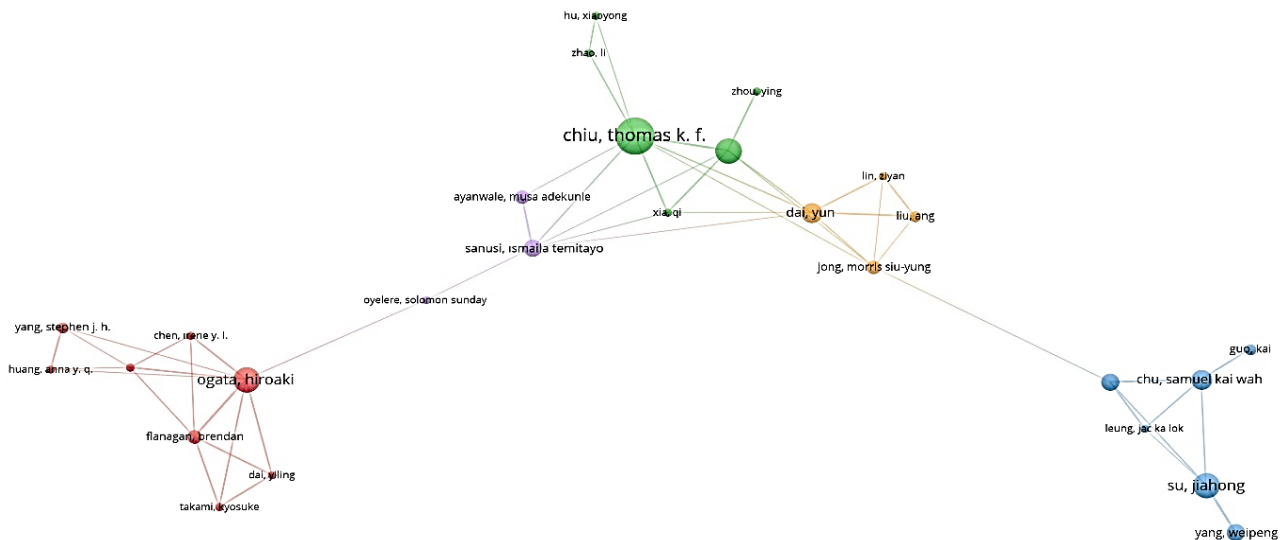 hu, xiaoyong
zhao, li
zhou, ying
chiu, thomas k. f.
lin, ziyan
ayanwale, musa adekunle
xia, qi
dai, yun
liu, ang
sanusi, ismaila temitayo
jong, morris siu-yung
oyelere, solomon sunday
yang, stephen j. h.
chen, irene y. l.
guo, kai
huang, anna y. q.
ogata, hiroaki
chu, samuel kai wah
leung, jac ka lok
flanagan, brendan
dai, yiling
su, jiahong
takami, kyosuke
yang, weipeng